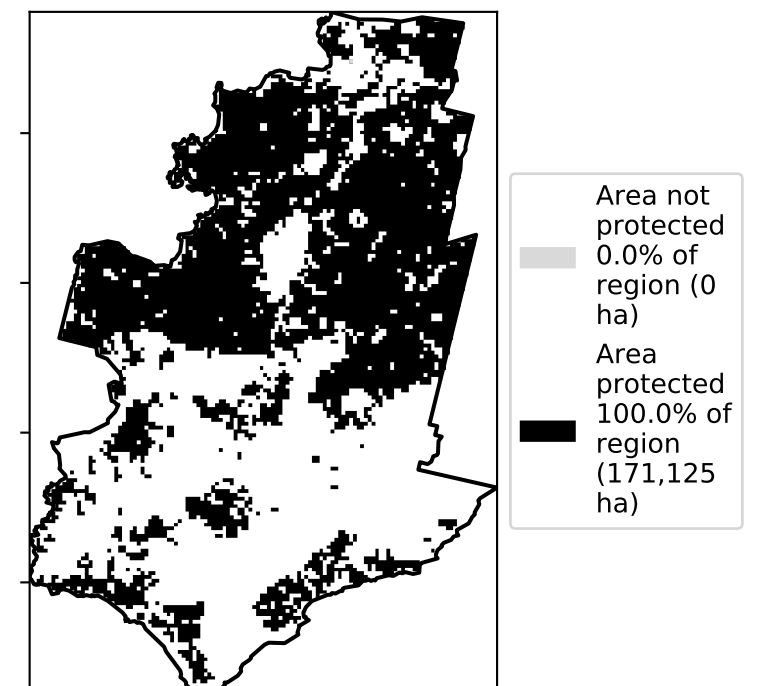 Area not
protected
0.0% of
region (0
ha)
Area
protected
100.0% of
region
(171,125
ha)